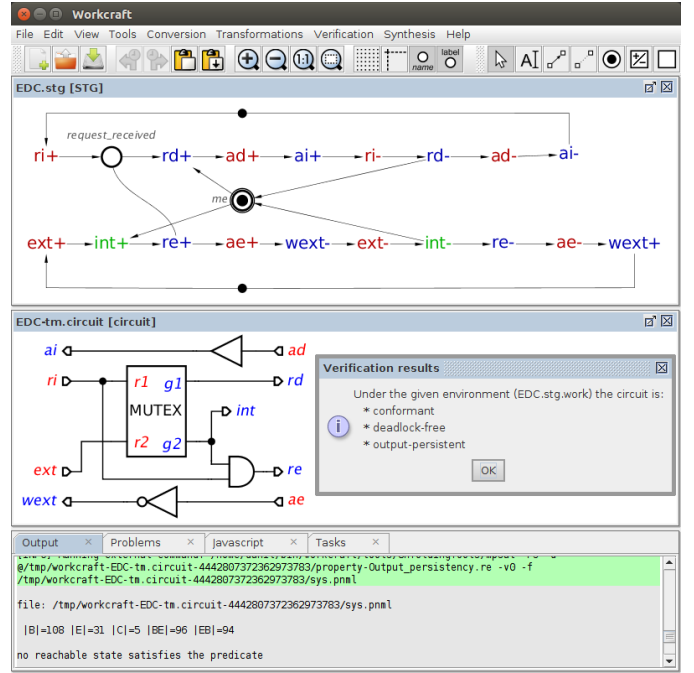 Workcraft
File Edit View Tools Conversion Transformations Verification Synthesis Help
name label AI
EDC.stg [STG]
request_received
ri+ rd+ ad+ ai+ ri- rd- ad- ai-
me
ext+ int+ re+ ae+ wext- ext- int- re- ae- wext+
EDC-tm.circuit [circuit]
ai ad
ri r1 g1 rd
MUTEX int
r2 g2
ext re
wext ae
Verification results
Under the given environment (EDC.stg.work) the circuit is:
* conformant
* deadlock-free
* output-persistent
OK
Output × Problems × Javascript × Tasks ×
@/tmp/workcraft-EDC-tm.circuit-4442807372362973783/property-Output_persistency.re -v0 -f
/tmp/workcraft-EDC-tm.circuit-4442807372362973783/sys.pnml
file: /tmp/workcraft-EDC-tm.circuit-4442807372362973783/sys.pnml
|B|=108 |E|=31 |C|=5 |BE|=96 |EB|=94
no reachable state satisfies the predicate